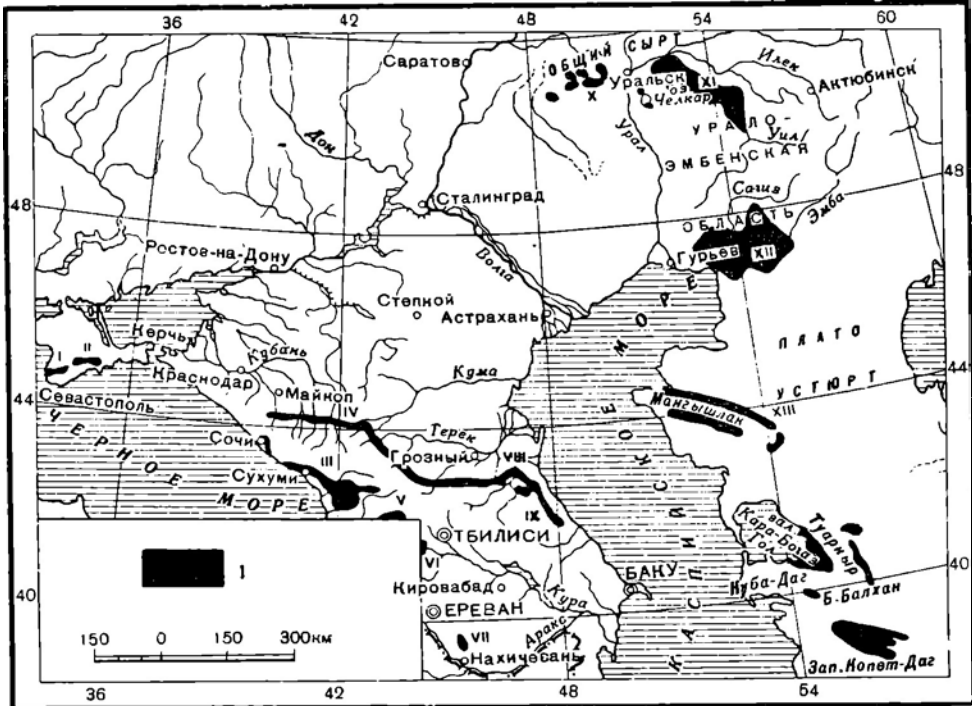 36 42 48 54 60
Саратов
ОБЩИЙ СЫРТ
X
Уральск
XI
Илек
Актюбинск
оз.
Челкар
Дон
Урал
УРАЛО-
Уил
ЭМБЕНСКАЯ
48
Сагиз
48
Сталинград
ОБЛАСТЬ
Эмба
Гурьев
XII
Ростов-на-Дону
Волга
Степной
Астрахань
МОРЕ
ПЛАТО
Керчь
I II
Кубань
Краснодар
Кума
УСТЮРТ
44
44
Севастополь
Майкоп
IV
Мангышлак
XIII
ЧЕРНОЕ
Сочи
Терек
Грозный
VIII
III
Сухуми
МОРЕ
V
IX
КАСПИЙСКОЕ
ТБИЛИСИ
вал
Кара-Богаз
Гол
Туаркыр
1
VI
Кировабад
БАКУ
Куба-Даг
40
40
Кура
Б.Балхан
ЕРЕВАН
150 0 150 300км
VII
Аракс
Нахичевань
Зап. Копет-Даг
36 42 48 54